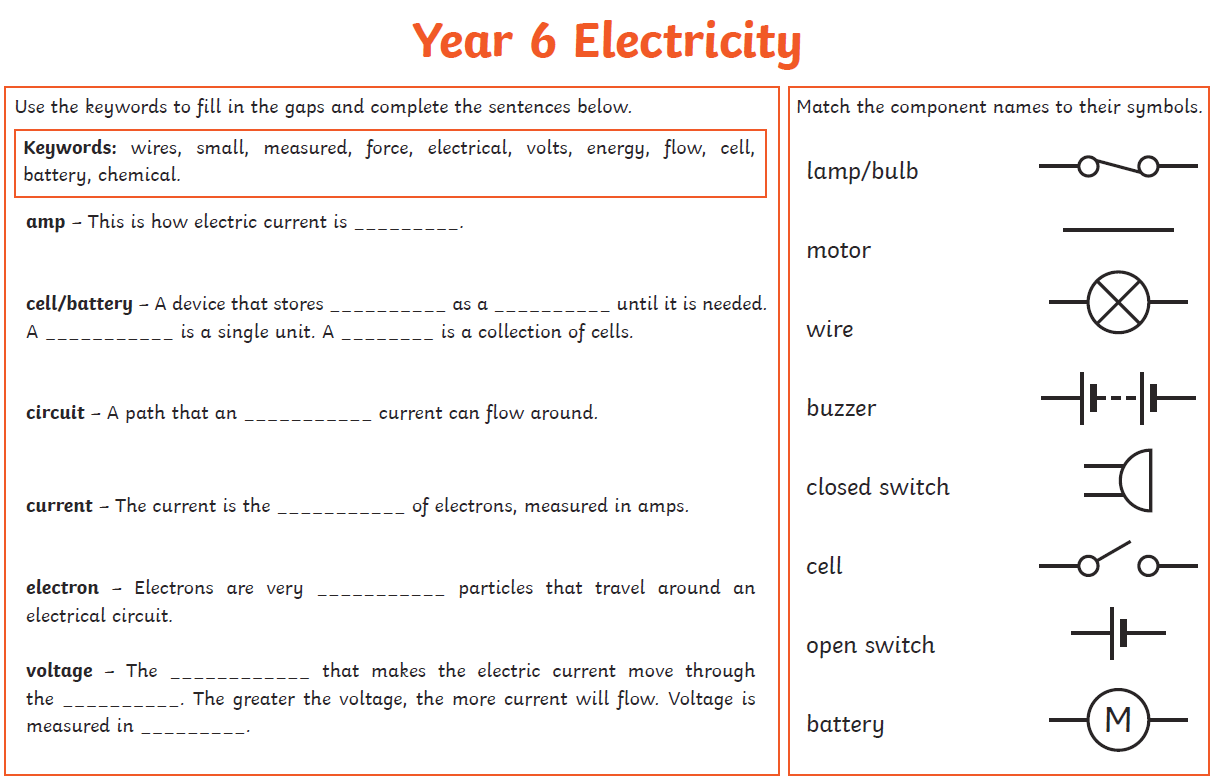 Year 6 Electricity
Use the keywords to fill in the gaps and complete the sentences below.
Keywords: wires, small, measured, force, electrical, volts, energy, flow, cell,
battery, chemical.
amp – This is how electric current is _________.
cell/battery – A device that stores __________ as a __________ until it is needed.
A ___________ is a single unit. A ________ is a collection of cells.
circuit – A path that an ___________ current can flow around.
current – The current is the ___________ of electrons, measured in amps.
electron – Electrons are very ___________ particles that travel around an
electrical circuit.
voltage – The ____________ that makes the electric current move through
the __________. The greater the voltage, the more current will flow. Voltage is
measured in _________.
Match the component names to their symbols.
lamp/bulb
motor
wire
buzzer
closed switch
cell
open switch
battery
M